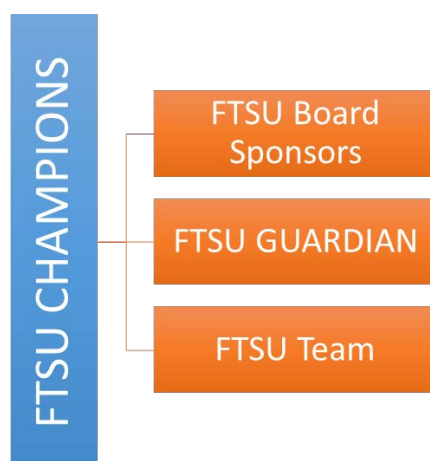 FTSU CHAMPIONS
FTSU Board
Sponsors
FTSU GUARDIAN
FTSU Team